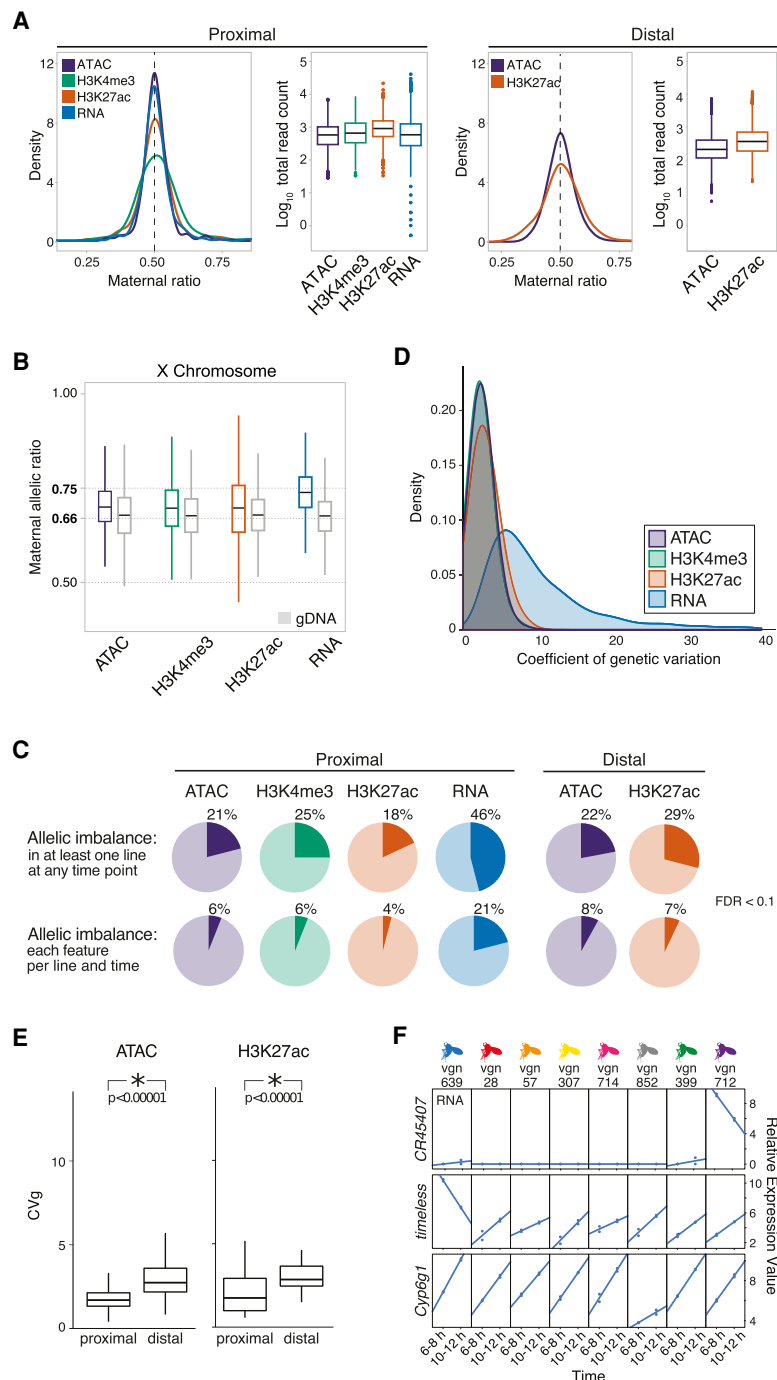 A
Proximal
Distal
12
8
4
0
Density
ATAC
H3K4me3
H3K27ac
RNA
0.25
0.50
0.75
Maternal ratio
5
4
3
2
1
0
Log10 total read count
ATAC
H3K4me3
H3K27ac
RNA
12
8
4
0
Density
ATAC
H3K27ac
0.25
0.50
0.75
Maternal ratio
5
4
3
2
1
0
Log10 total read count
ATAC
H3K27ac
B
X Chromosome
1.00
0.75
0.66
0.50
Maternal allelic ratio
gDNA
ATAC
H3K4me3
H3K27ac
RNA
D
0.20
0.15
0.10
0.05
0
Density
ATAC
H3K4me3
H3K27ac
RNA
0
10
20
30
40
Coefficient of genetic variation
C
Proximal
Distal
ATAC
H3K4me3
H3K27ac
RNA
ATAC
H3K27ac
21%
25%
18%
46%
22%
29%
Allelic imbalance:
in at least one line
at any time point
FDR < 0.1
6%
6%
4%
21%
8%
7%
Allelic imbalance:
each feature
per line and time
E
ATAC
H3K27ac
*
p<0.00001
*
p<0.00001
10
5
0
CVg
proximal
distal
proximal
distal
F
vgn
639
vgn
28
vgn
57
vgn
307
vgn
714
vgn
852
vgn
399
vgn
712
RNA
CR45407
8
4
0
timeless
10
6
2
Cyp6g1
8
4
Relative Expression Value
6-8 h
10-12 h
6-8 h
10-12 h
6-8 h
10-12 h
6-8 h
10-12 h
6-8 h
10-12 h
6-8 h
10-12 h
6-8 h
10-12 h
6-8 h
10-12 h
Time